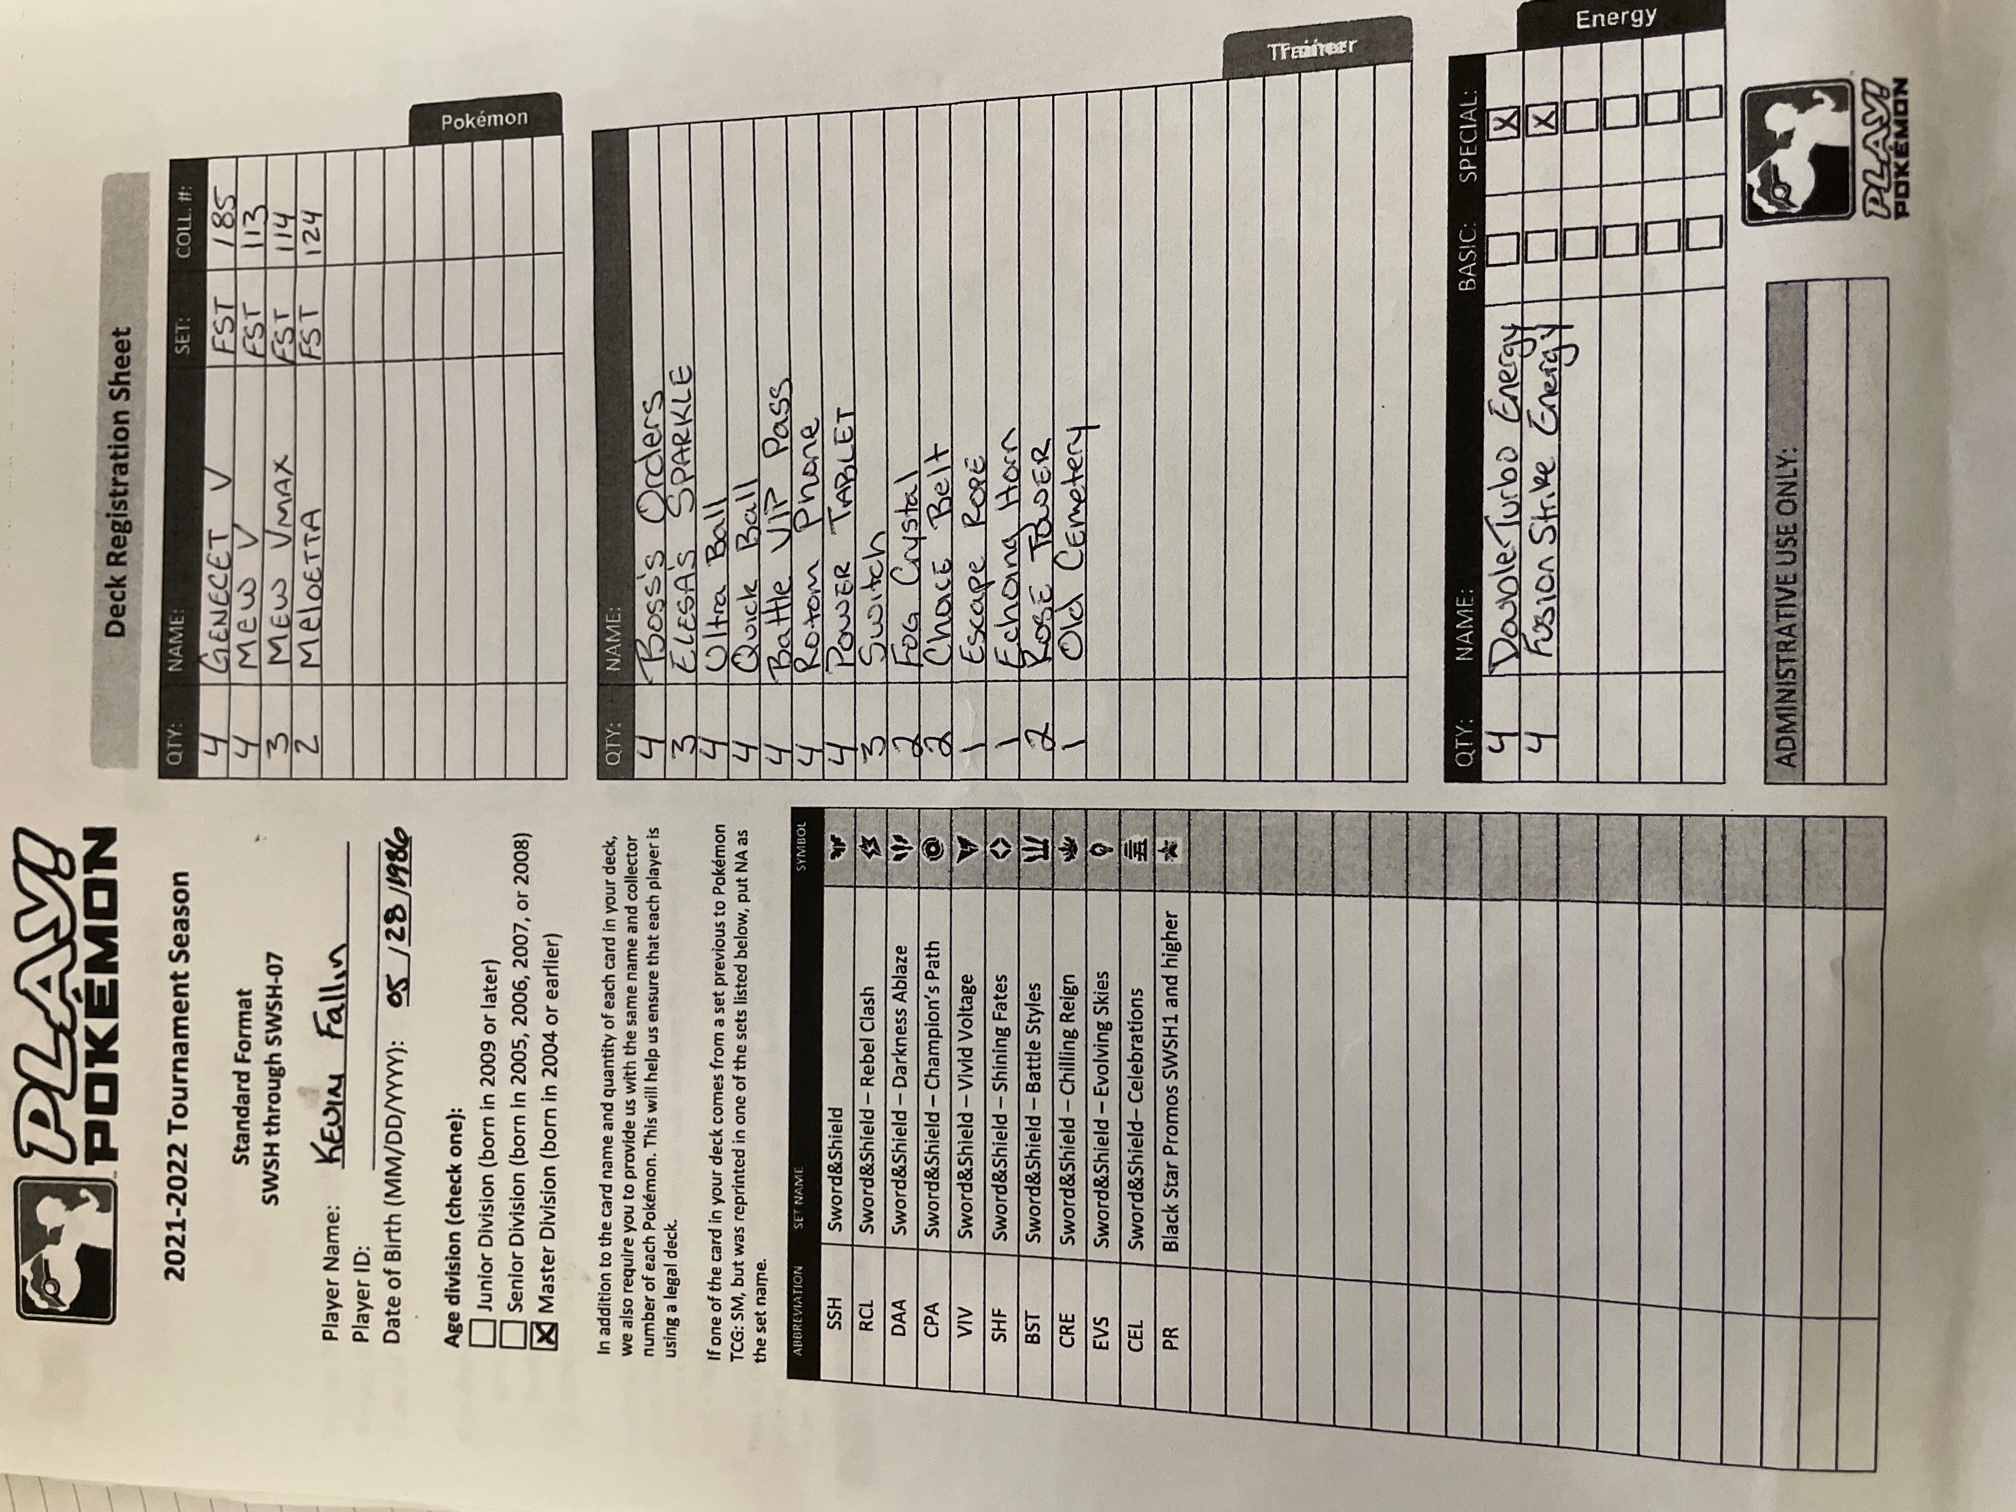 PLAY!
POKÉMON
2021-2022 Tournament Season
Standard Format
SWSH through SWSH-07
Player Name: KEVIN Fallin
Player ID:
Date of Birth (MM/DD/YYYY): 05 / 28 / 1986
Age division (check one):
Junior Division (born in 2009 or later)
Senior Division (born in 2005, 2006, 2007, or 2008)
X Master Division (born in 2004 or earlier)
In addition to the card name and quantity of each card in your deck,
we also require you to provide us with the same name and collector
number of each Pokémon. This will help us ensure that each player is
using a legal deck.
If one of the card in your deck comes from a set previous to Pokémon
TCG: SM, but was reprinted in one of the sets listed below, put NA as
the set name.
ABBREVIATION SET NAME SYMBOL
SSH Sword&Shield
RCL Sword&Shield – Rebel Clash
DAA Sword&Shield – Darkness Ablaze
CPA Sword&Shield – Champion's Path
VIV Sword&Shield – Vivid Voltage
SHF Sword&Shield – Shining Fates
BST Sword&Shield – Battle Styles
CRE Sword&Shield – Chilling Reign
EVS Sword&Shield – Evolving Skies
CEL Sword&Shield– Celebrations
PR Black Star Promos SWSH1 and higher
Deck Registration Sheet
QTY: NAME: SET: COLL. #:
4 GENECET V FST 185
4 MEW V FST 113
3 MEW VMAX FST 114
2 MElOETTA FST 124
Pokémon
QTY: NAME:
4 Boss's Orders
3 ELESA'S SPARKLE
4 Ultra Ball
4 Quick Ball
4 Battle VIP Pass
4 Rotom Phone
4 POWER TABLET
3 Switch
2 FOG Crystal
2 ChoicE Belt
1 Escape ROPE
1 Echoing Horn
2 ROSE TOWER
1 Old CEmetery
Trainer
QTY: NAME: BASIC: SPECIAL:
4 Double Turbo Energy X
4 Fusion Strike Energy X
Energy
ADMINISTRATIVE USE ONLY:
PLAY!
POKÉMON